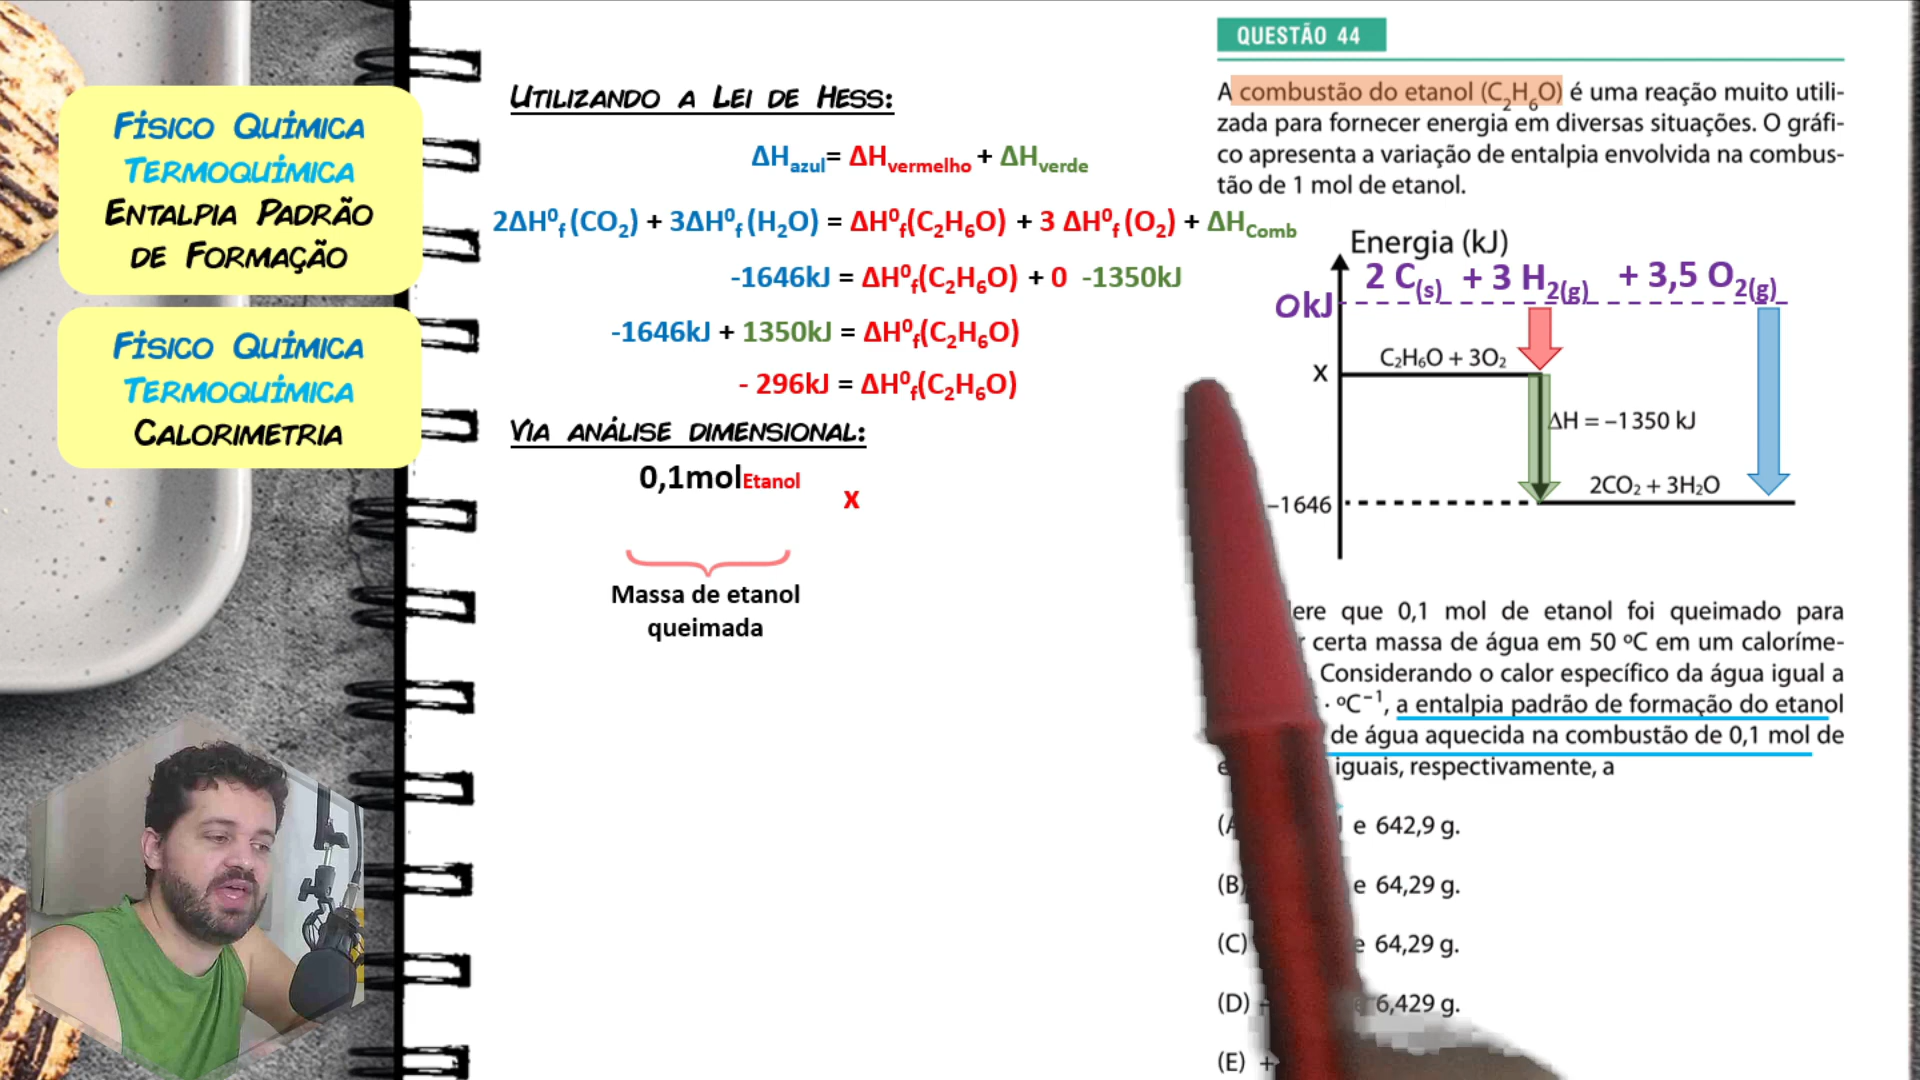 FÍSICO QUÍMICA
TERMOQUÍMICA
ENTALPIA PADRÃO
DE FORMAÇÃO
FÍSICO QUÍMICA
TERMOQUÍMICA
CALORIMETRIA
UTILIZANDO A LEI DE HESS:
ΔHazul= ΔHvermelho + ΔHverde
2ΔH⁰f (CO₂) + 3ΔH⁰f (H₂O) = ΔH⁰f(C₂H₆O) + 3 ΔH⁰f (O₂) + ΔHComb
-1646kJ = ΔH⁰f(C₂H₆O) + 0 -1350kJ
-1646kJ + 1350kJ = ΔH⁰f(C₂H₆O)
- 296kJ = ΔH⁰f(C₂H₆O)
VIA ANÁLISE DIMENSIONAL:
0,1molEtanol x
Massa de etanol
queimada
QUESTÃO 44
A combustão do etanol (C₂H₆O) é uma reação muito utili-
zada para fornecer energia em diversas situações. O gráfi-
co apresenta a variação de entalpia envolvida na combus-
tão de 1 mol de etanol.
Energia (kJ)
2 C(s) + 3 H2(g) + 3,5 O2(g)
0kJ
C₂H₆O + 3O₂
X
ΔH = –1350 kJ
2CO₂ + 3H₂O
–1646
que 0,1 mol de etanol foi queimado para
certa massa de água em 50 ºC em um caloríme-
Considerando o calor específico da água igual a
· ºC⁻¹, a entalpia padrão de formação do etanol
de água aquecida na combustão de 0,1 mol de
iguais, respectivamente, a
(A e 642,9 g.
(B) e 64,29 g.
(C) e 64,29 g.
(D) 6,429 g.
(E) +